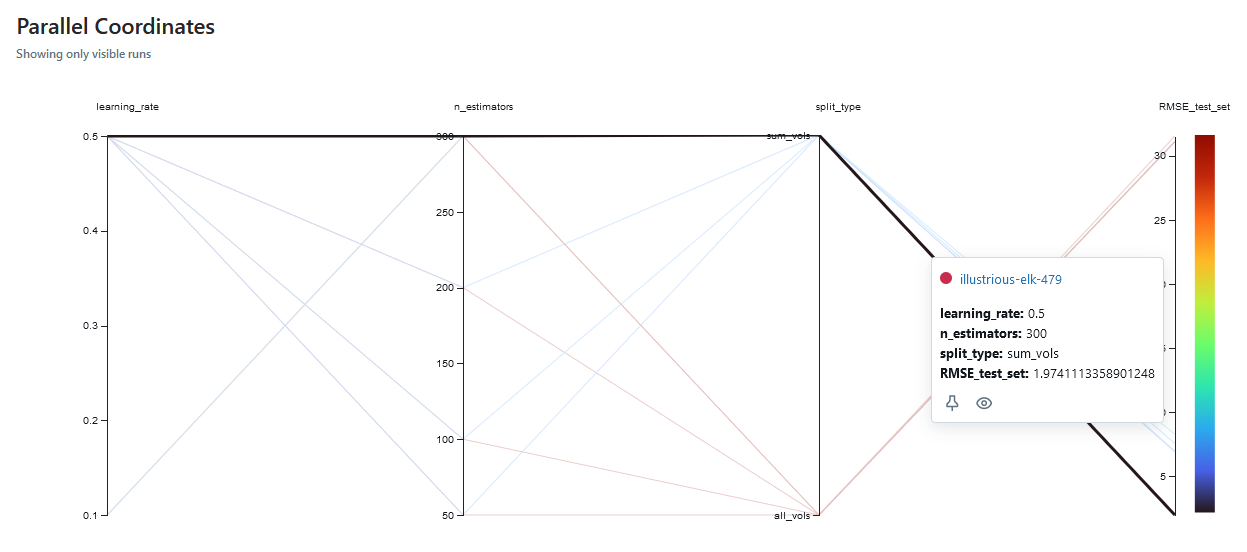 Parallel Coordinates
Showing only visible runs
learning_rate
n_estimators
split_type
RMSE_test_set
0.5
0.4
0.3
0.2
0.1
300
250
200
150
100
50
sum_vols
all_vols
30
25
5
illustrious-elk-479
learning_rate: 0.5
n_estimators: 300
split_type: sum_vols
RMSE_test_set: 1.9741113358901248